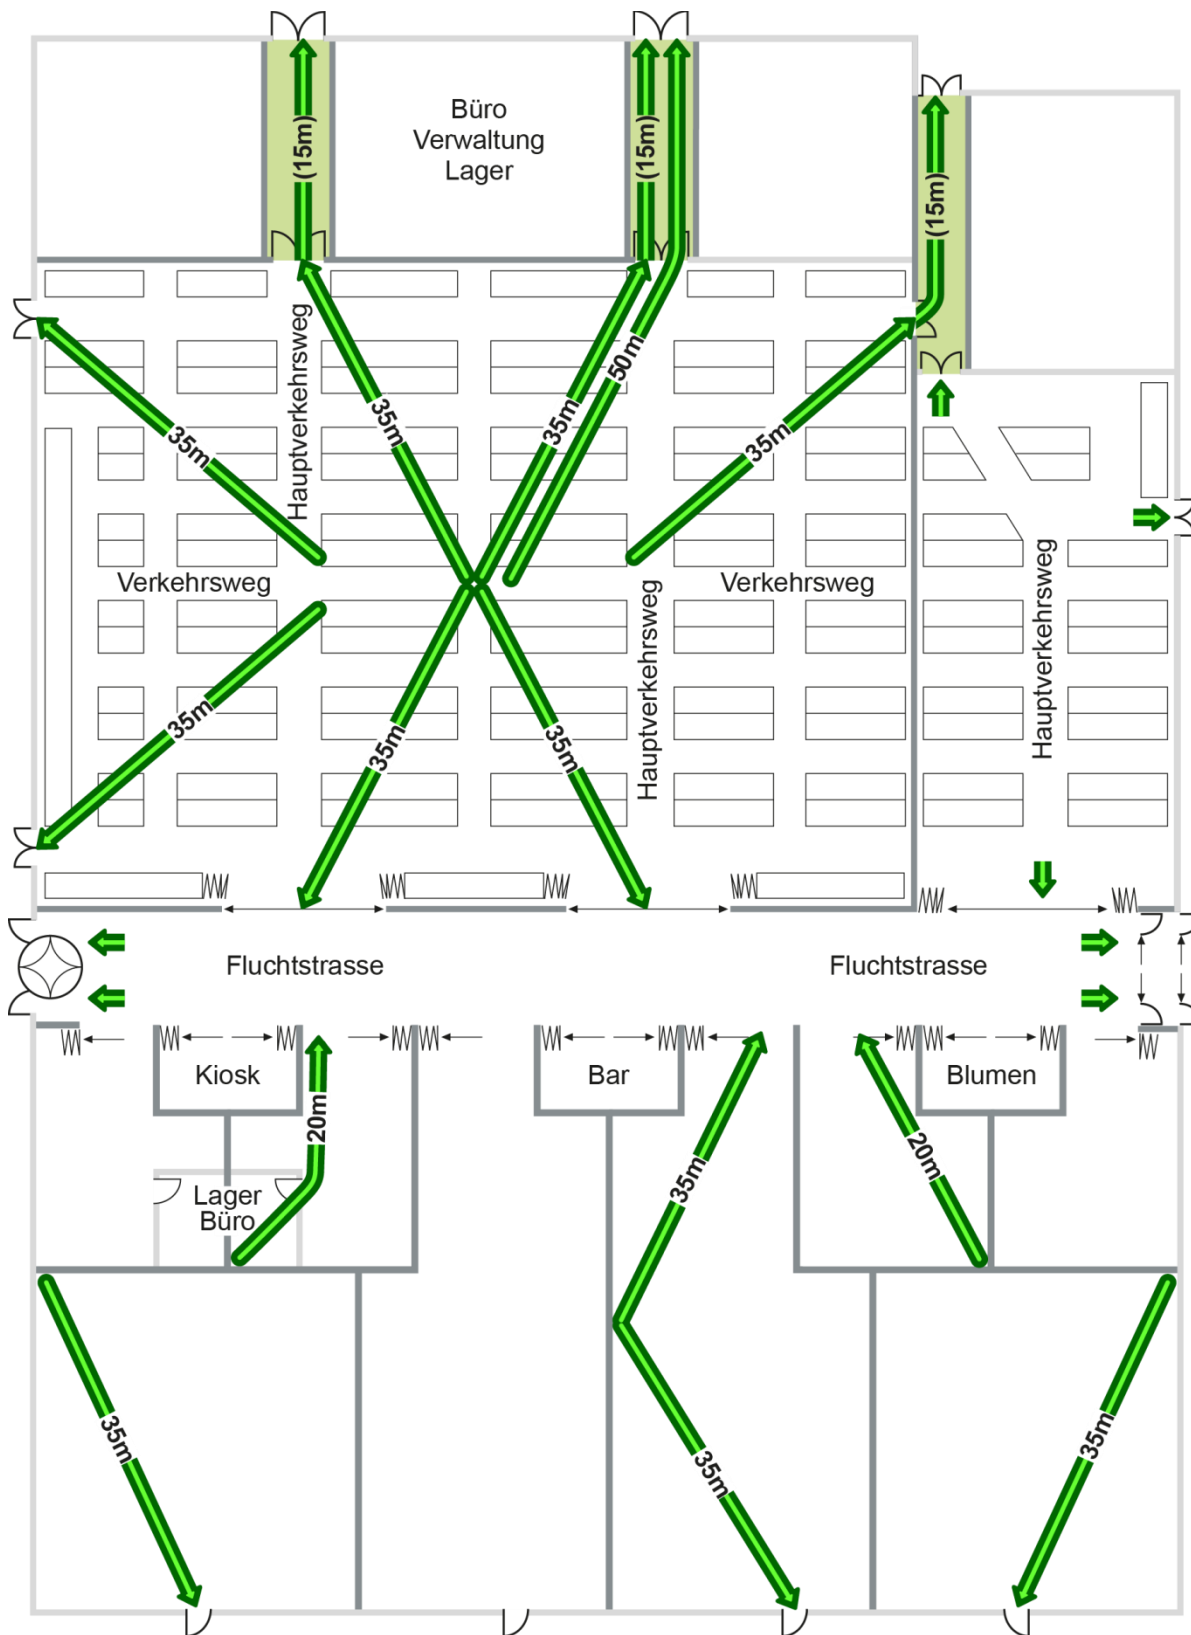 Büro
Verwaltung
Lager
(15m)
(15m)
(15m)
Hauptverkehrsweg
50m
35m
35m
35m
35m
Verkehrsweg
Verkehrsweg
Hauptverkehrsweg
Hauptverkehrsweg
35m
35m
35m
Fluchtstrasse
Fluchtstrasse
Kiosk
Bar
Blumen
20m
20m
35m
Lager
Büro
35m
35m
35m